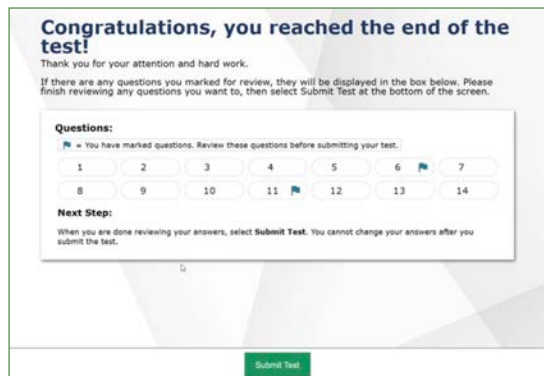 Congratulations, you reached the end of the
test!
Thank you for your attention and hard work.
If there are any questions you marked for review, they will be displayed in the box below. Please
finish reviewing any questions you want to, then select Submit Test at the bottom of the screen.
Questions:
= You have marked questions. Review these questions before submitting your test.
1 2 3 4 5 6 7
8 9 10 11 12 13 14
Next Step:
When you are done reviewing your answers, select Submit Test. You cannot change your answers after you
submit the test.
Submit Test